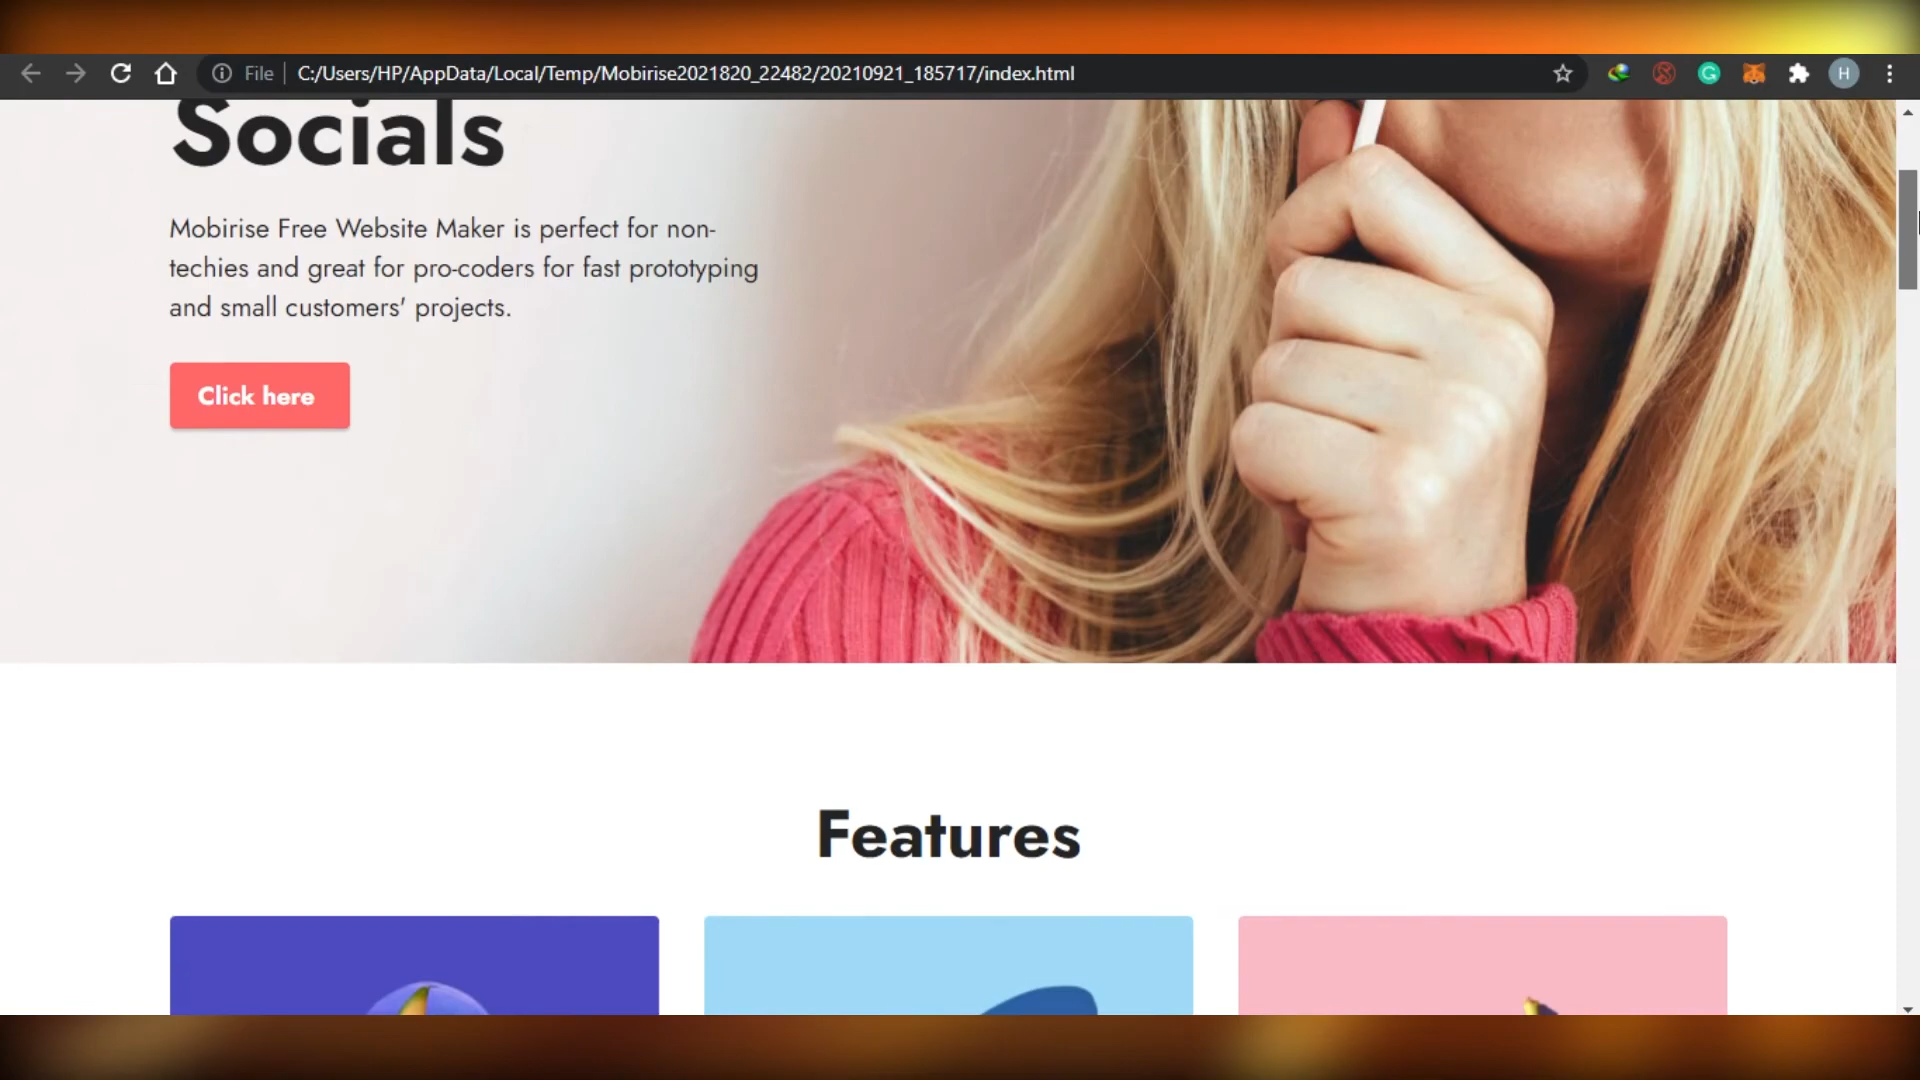 File
C:/Users/HP/AppData/Local/Temp/Mobirise2021820_22482/20210921_185717/index.html
H
Socials
Mobirise Free Website Maker is perfect for non-
techies and great for pro-coders for fast prototyping
and small customers' projects.
Click here
Features